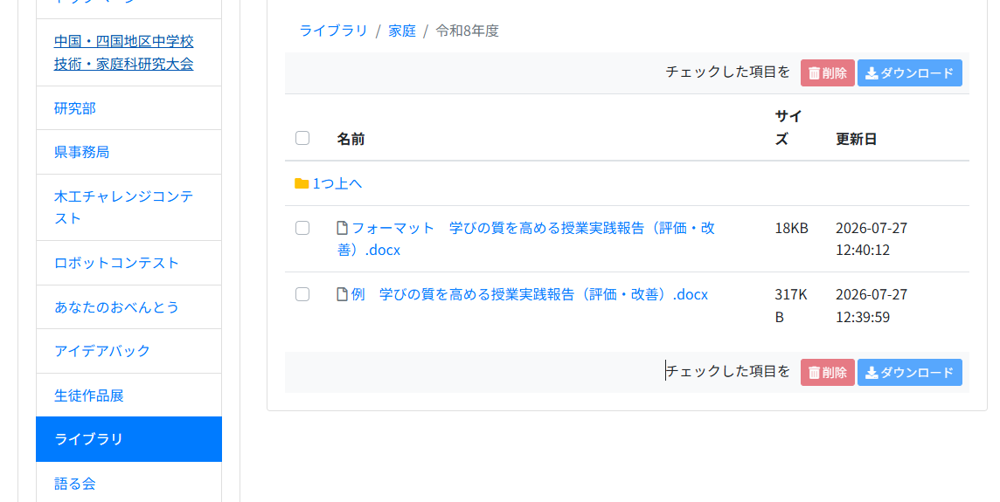 中国・四国地区中学校
技術・家庭科研究大会
研究部
県事務局
木工チャレンジコンテ
スト
ロボットコンテスト
あなたのおべんとう
アイデアバック
生徒作品展
ライブラリ
語る会
ライブラリ / 家庭 / 令和8年度
チェックした項目を 削除 ダウンロード
名前 サイ
ズ 更新日
1つ上へ
フォーマット　学びの質を高める授業実践報告（評価・改 18KB 2026-07-27
善）.docx 12:40:12
例　学びの質を高める授業実践報告（評価・改善）.docx 317K 2026-07-27
B 12:39:59
チェックした項目を 削除 ダウンロード